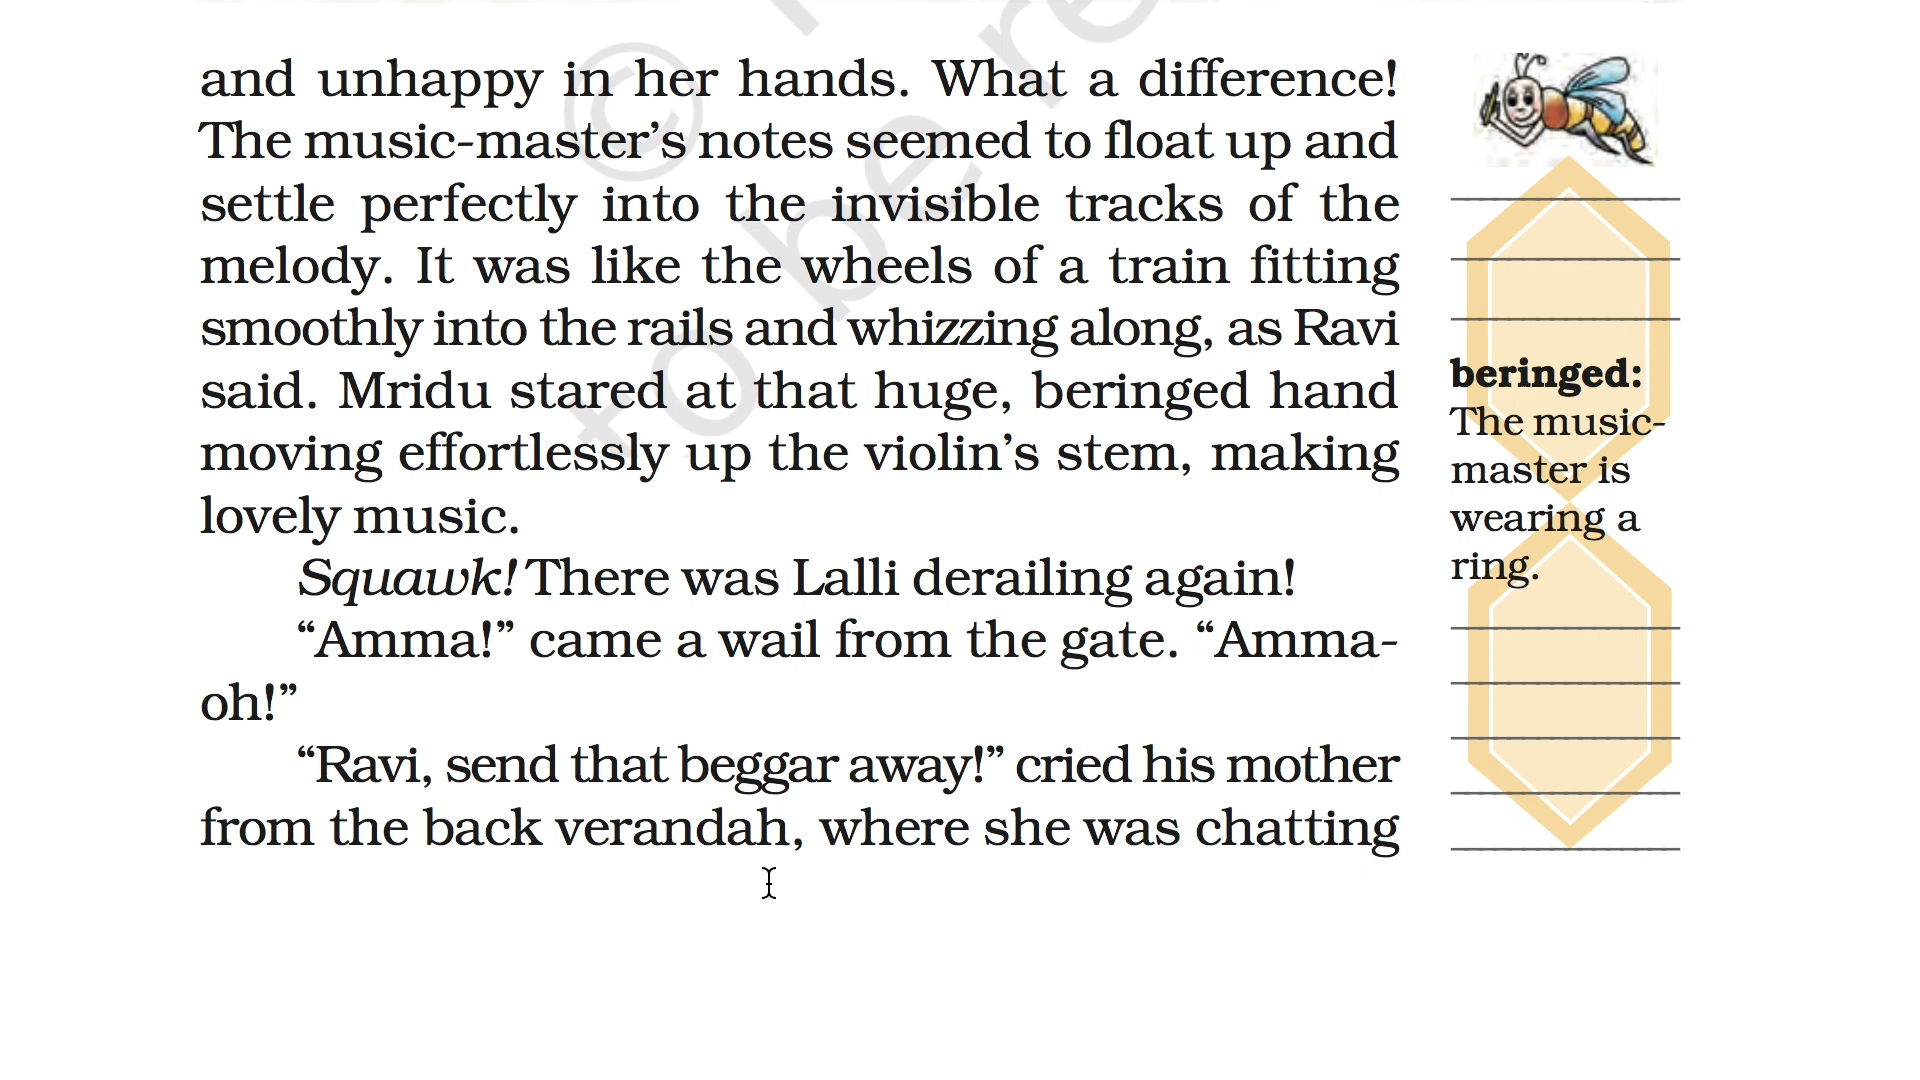 and unhappy in her hands. What a difference!
The music-master’s notes seemed to float up and
settle perfectly into the invisible tracks of the
melody. It was like the wheels of a train fitting
smoothly into the rails and whizzing along, as Ravi
said. Mridu stared at that huge, beringed hand
moving effortlessly up the violin’s stem, making
lovely music.
Squawk! There was Lalli derailing again!
“Amma!” came a wail from the gate. “Amma-
oh!”
“Ravi, send that beggar away!” cried his mother
from the back verandah, where she was chatting
beringed:
The music-
master is
wearing a
ring.
©
to be re